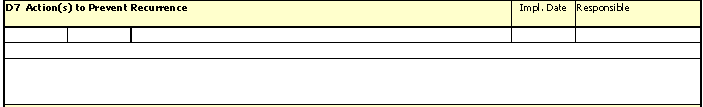 D7 Action(s) to Prevent Recurrence Impl. Date Responsible